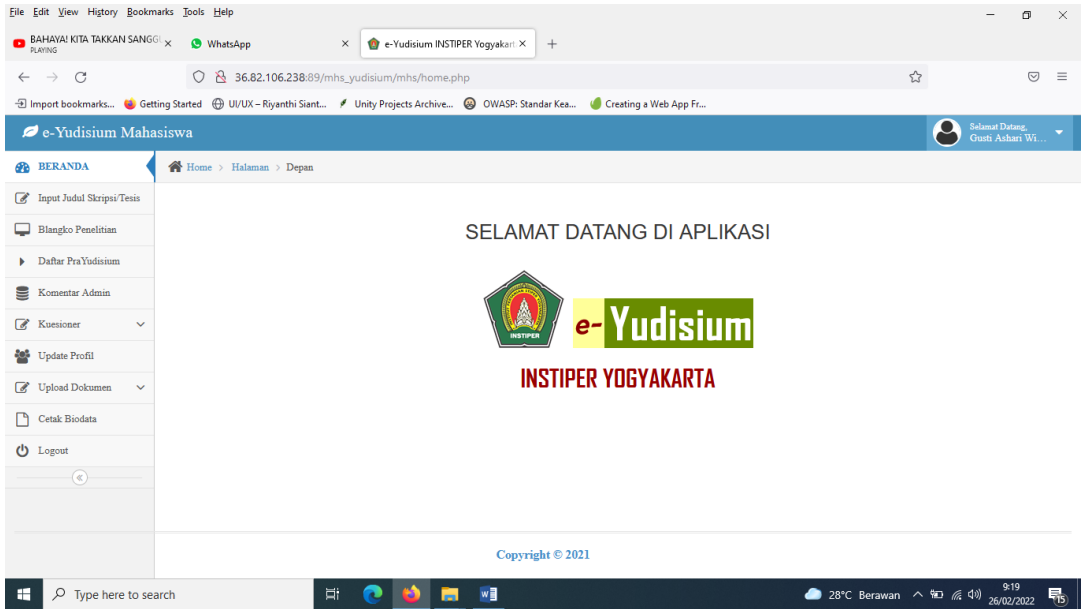 File Edit View History Bookmarks Tools Help
BAHAYA! KITA TAKKAN SANGG
PLAYING
WhatsApp
e-Yudisium INSTIPER Yogyakart
36.82.106.238:89/mhs_yudisium/mhs/home.php
Import bookmarks... Getting Started UI/UX – Riyanthi Siant... Unity Projects Archive... OWASP: Standar Kea... Creating a Web App Fr...
e-Yudisium Mahasiswa
Selamat Datang,
Gusti Ashari Wi...
BERANDA
Home > Halaman > Depan
Input Judul Skripsi/Tesis
Blangko Penelitian
Daftar PraYudisium
Komentar Admin
Kuesioner
Update Profil
Upload Dokumen
Cetak Biodata
Logout
SELAMAT DATANG DI APLIKASI
INSTIPER
e- Yudisium
INSTIPER YOGYAKARTA
Copyright © 2021
Type here to search
28°C Berawan
9:19
26/02/2022
15